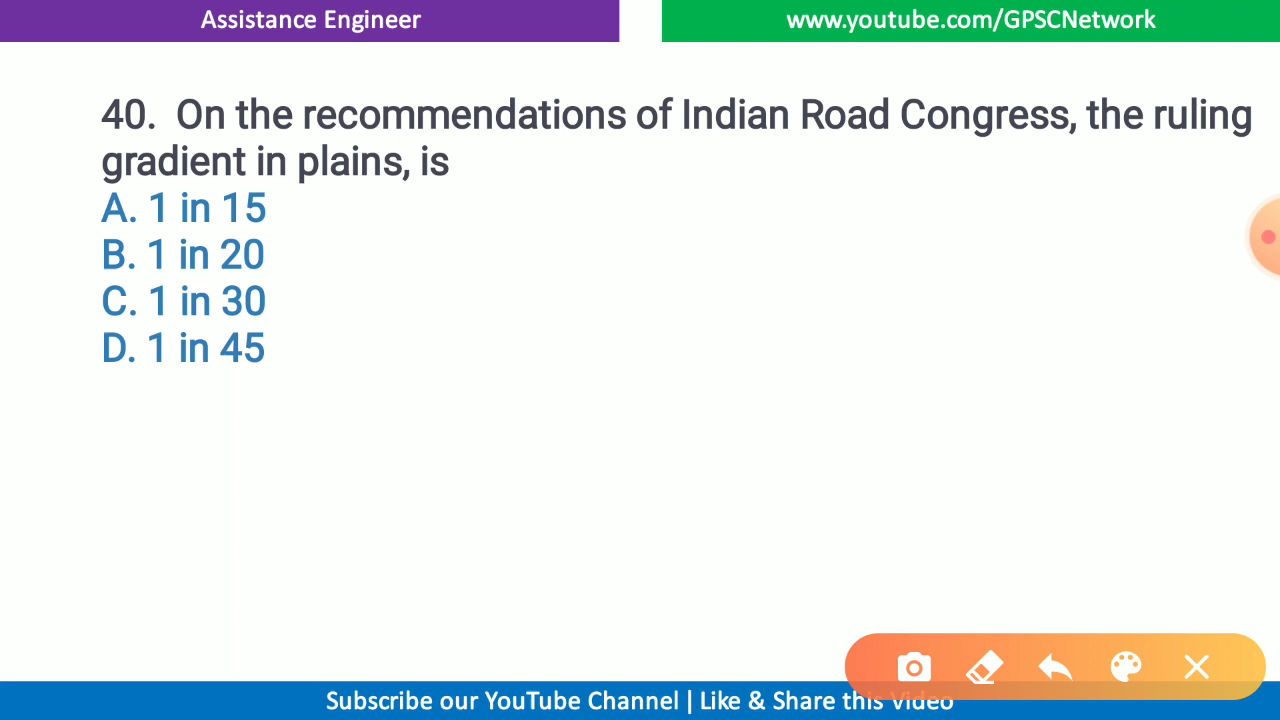 Assistance Engineer
www.youtube.com/GPSCNetwork
40. On the recommendations of Indian Road Congress, the ruling
gradient in plains, is
A. 1 in 15
B. 1 in 20
C. 1 in 30
D. 1 in 45
Subscribe our YouTube Channel | Like & Share this Video